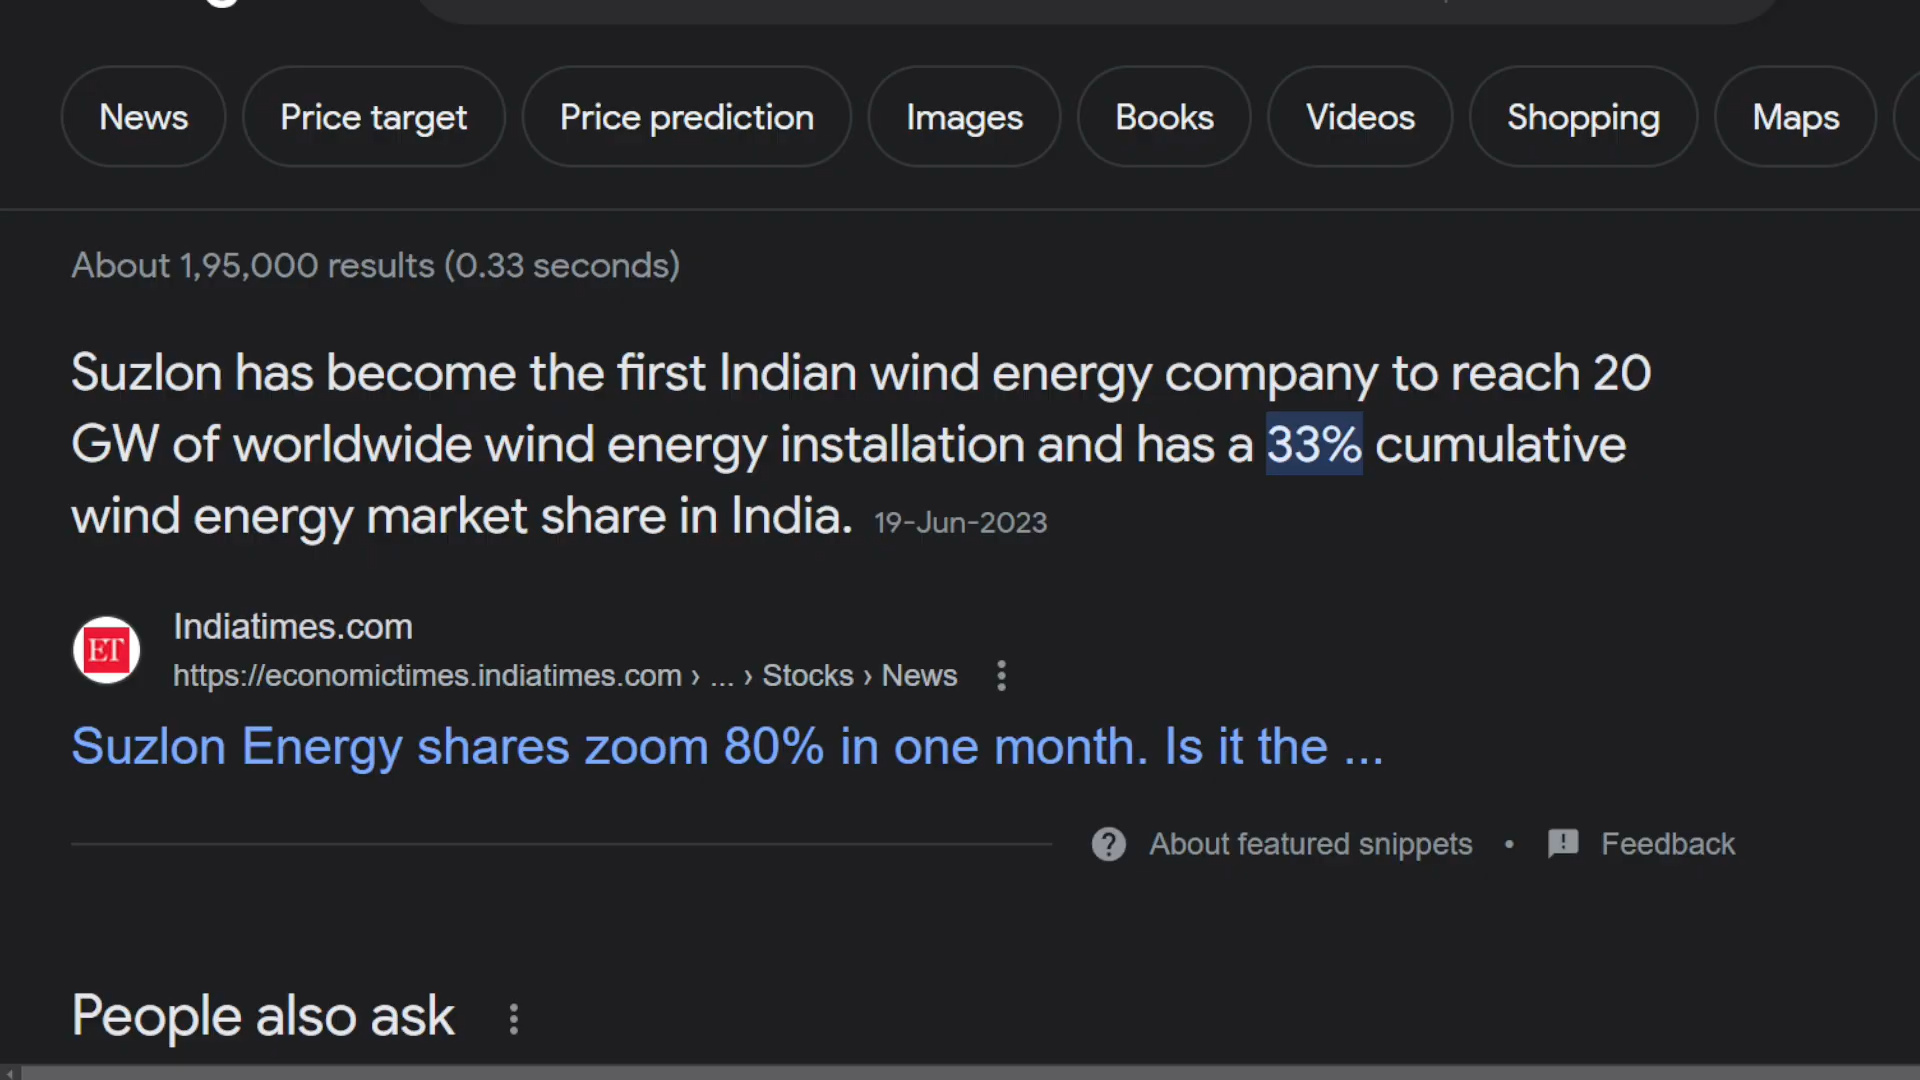 News Price target Price prediction Images Books Videos Shopping Maps
About 1,95,000 results (0.33 seconds)
Suzlon has become the first Indian wind energy company to reach 20
GW of worldwide wind energy installation and has a 33% cumulative
wind energy market share in India. 19-Jun-2023
ET
Indiatimes.com
https://economictimes.indiatimes.com › ... › Stocks › News
Suzlon Energy shares zoom 80% in one month. Is it the ...
About featured snippets • Feedback
People also ask